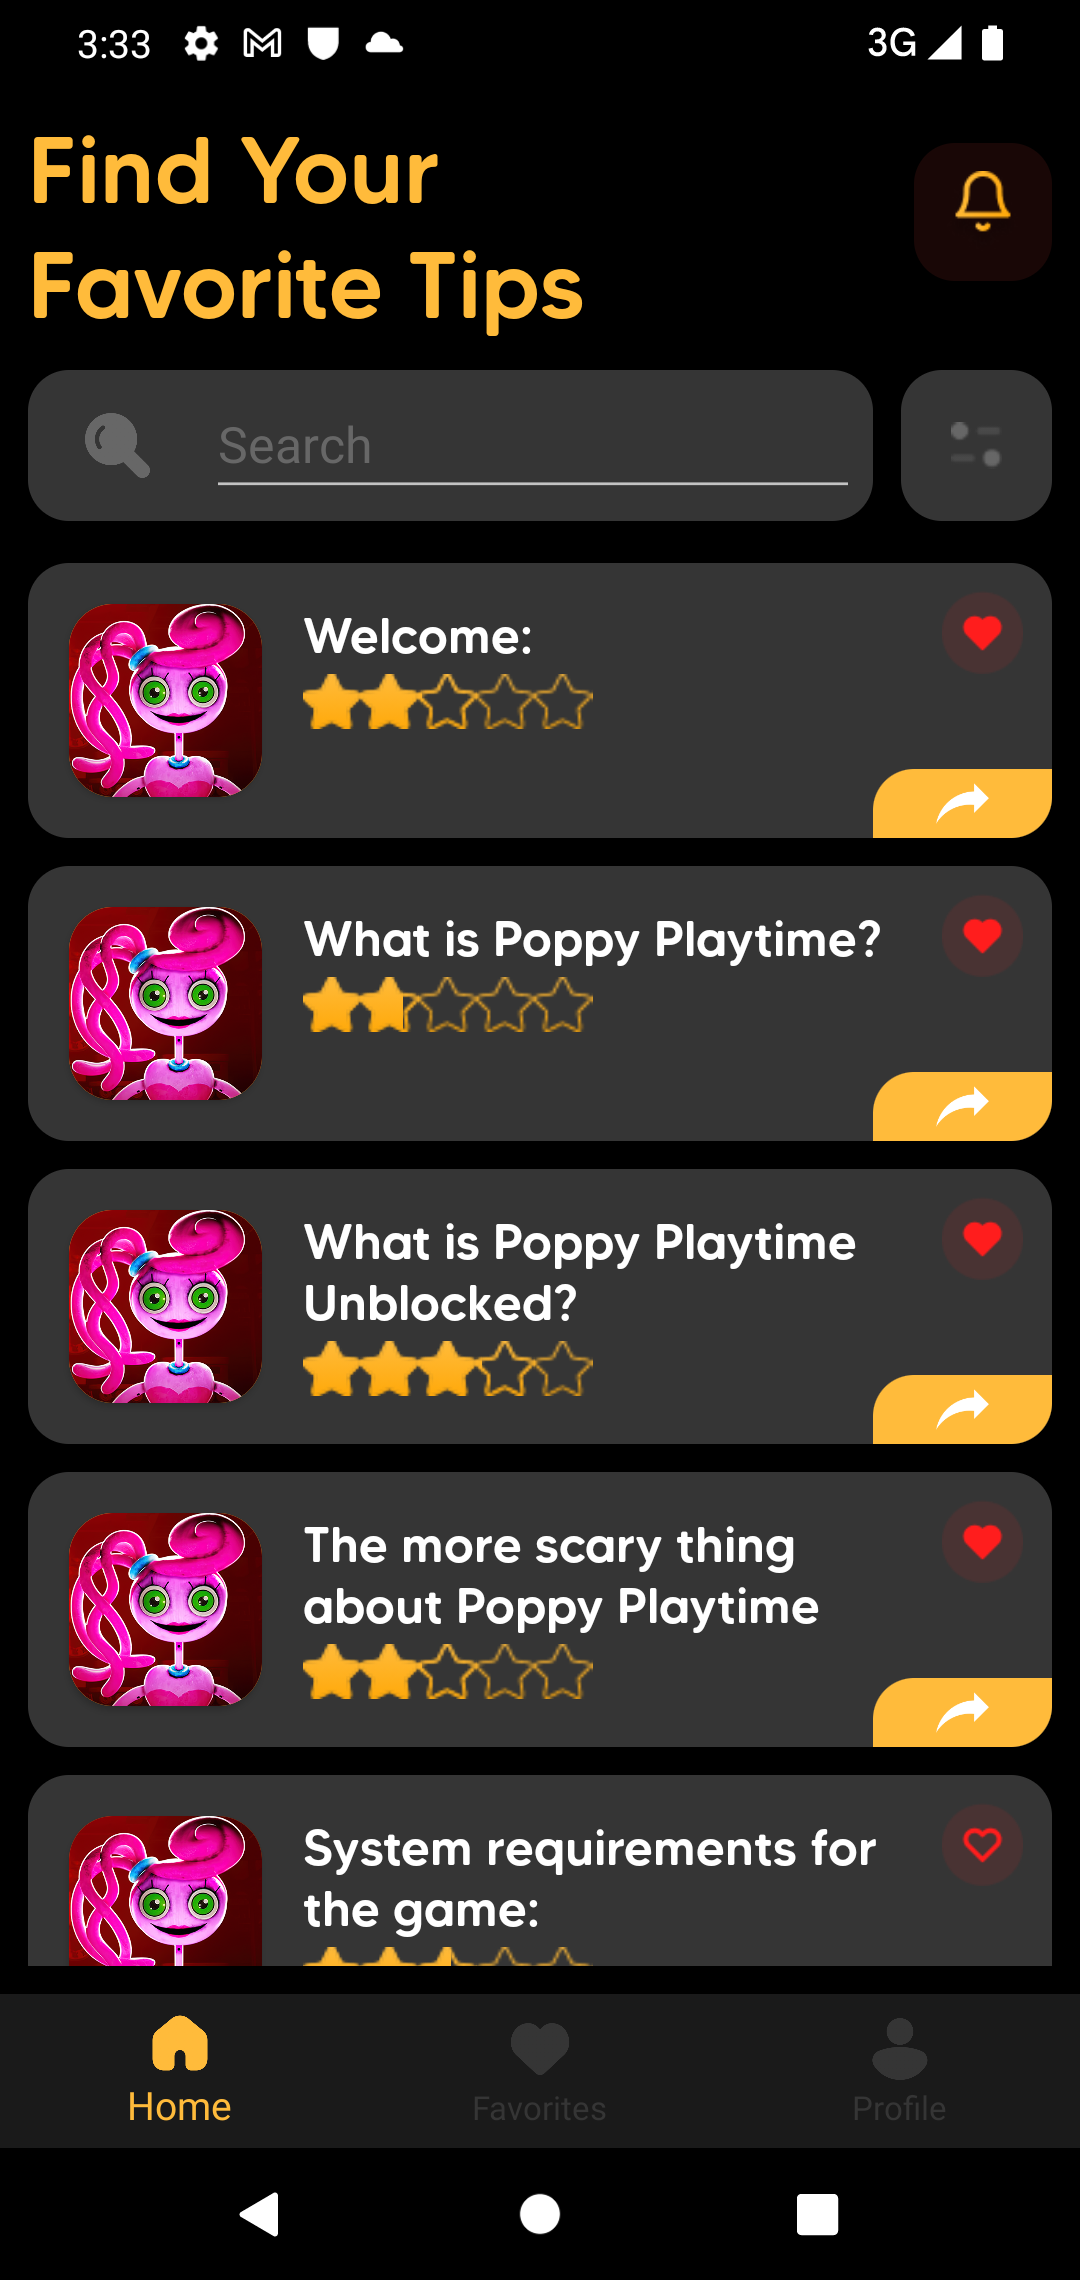 3:33
3G
Find Your
Favorite Tips
Search
Welcome:
What is Poppy Playtime?
What is Poppy Playtime
Unblocked?
The more scary thing
about Poppy Playtime
System requirements for
the game:
Home
Favorites
Profile